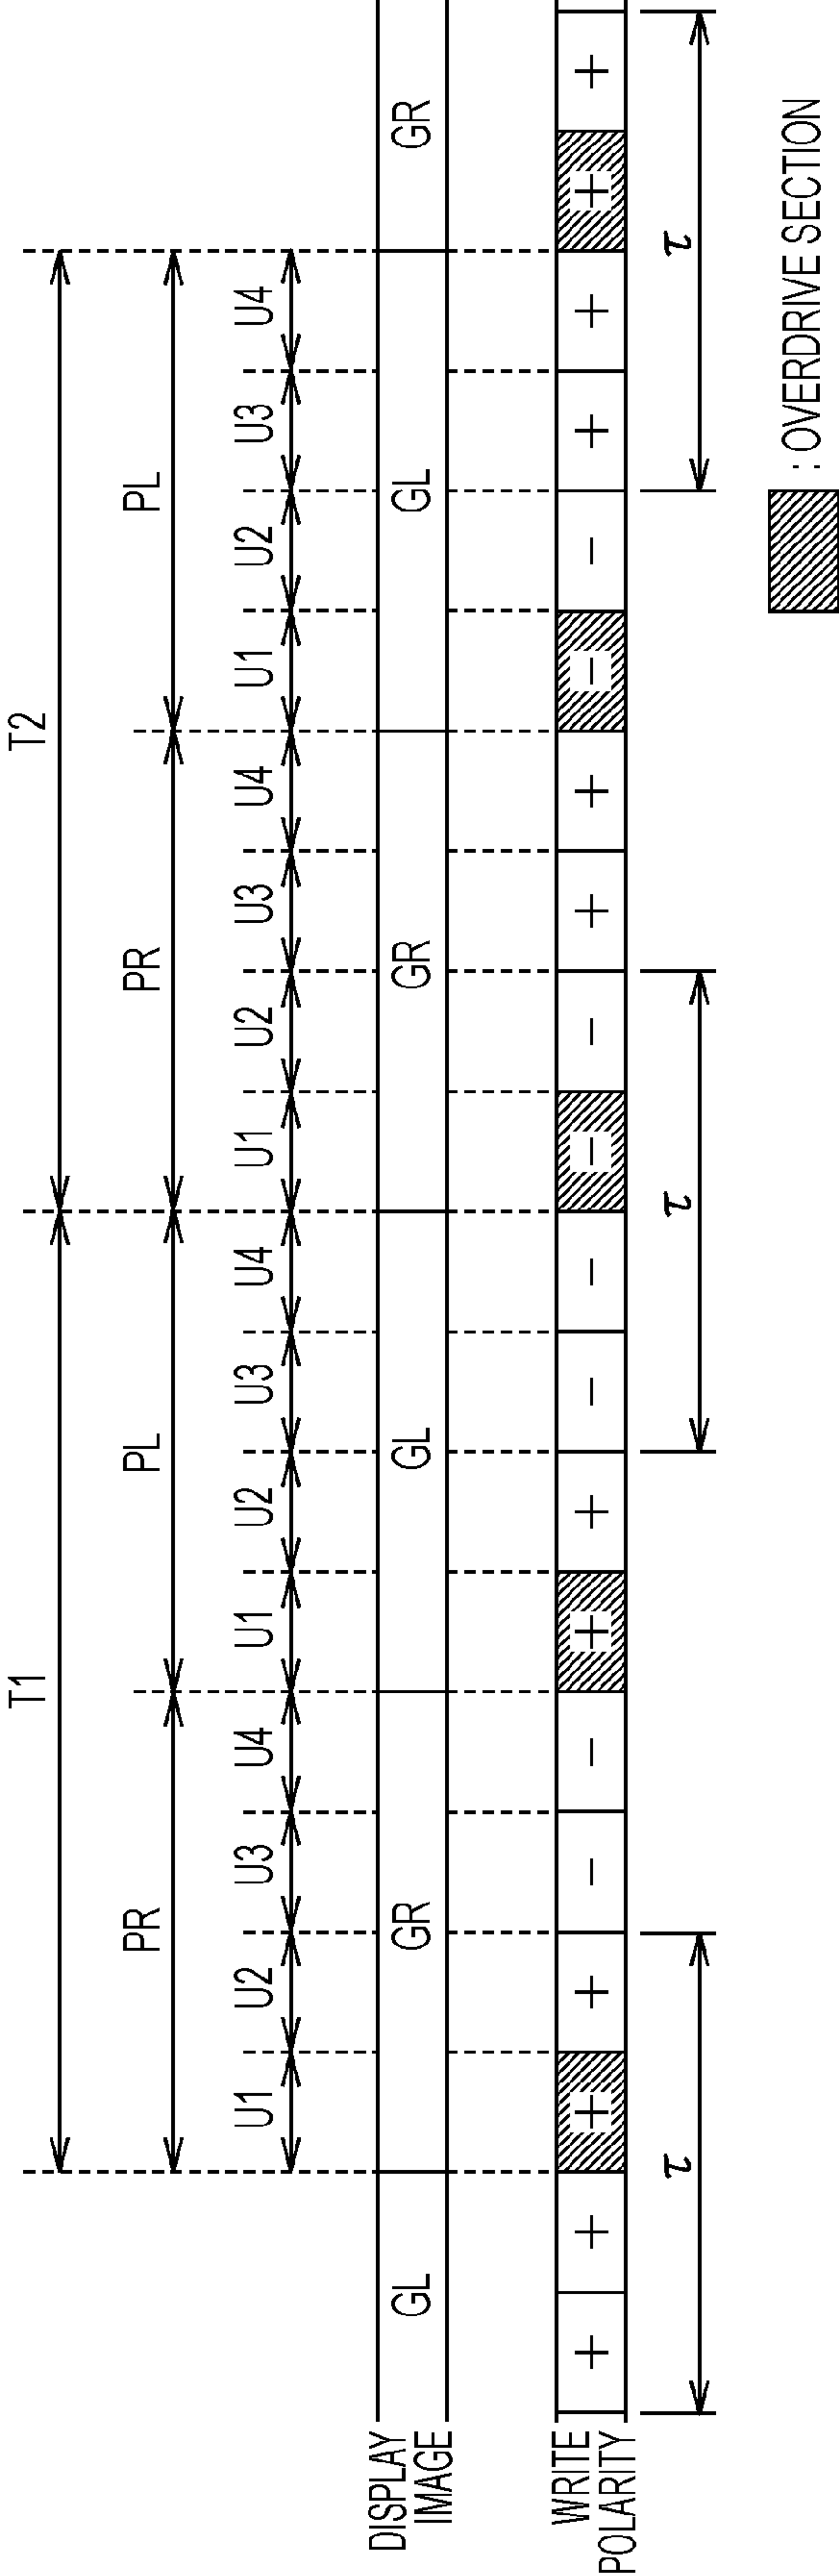 T1 T2
PR PL PR PL
U1 U2 U3 U4 U1 U2 U3 U4 U1 U2 U3 U4 U1 U2 U3 U4
DISPLAY
IMAGE
GL GR GL GR GL GR
WRITE
POLARITY
+ + + + − − + + − − − − + + − − + + + +
τ τ τ
: OVERDRIVE SECTION